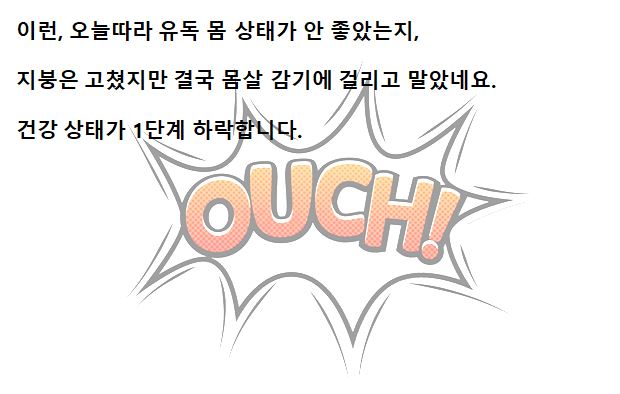 이런, 오늘따라 유독 몸 상태가 안 좋았는지,
지붕은 고쳤지만 결국 몸살 감기에 걸리고 말았네요.
건강 상태가 1단계 하락합니다.
OUCH!